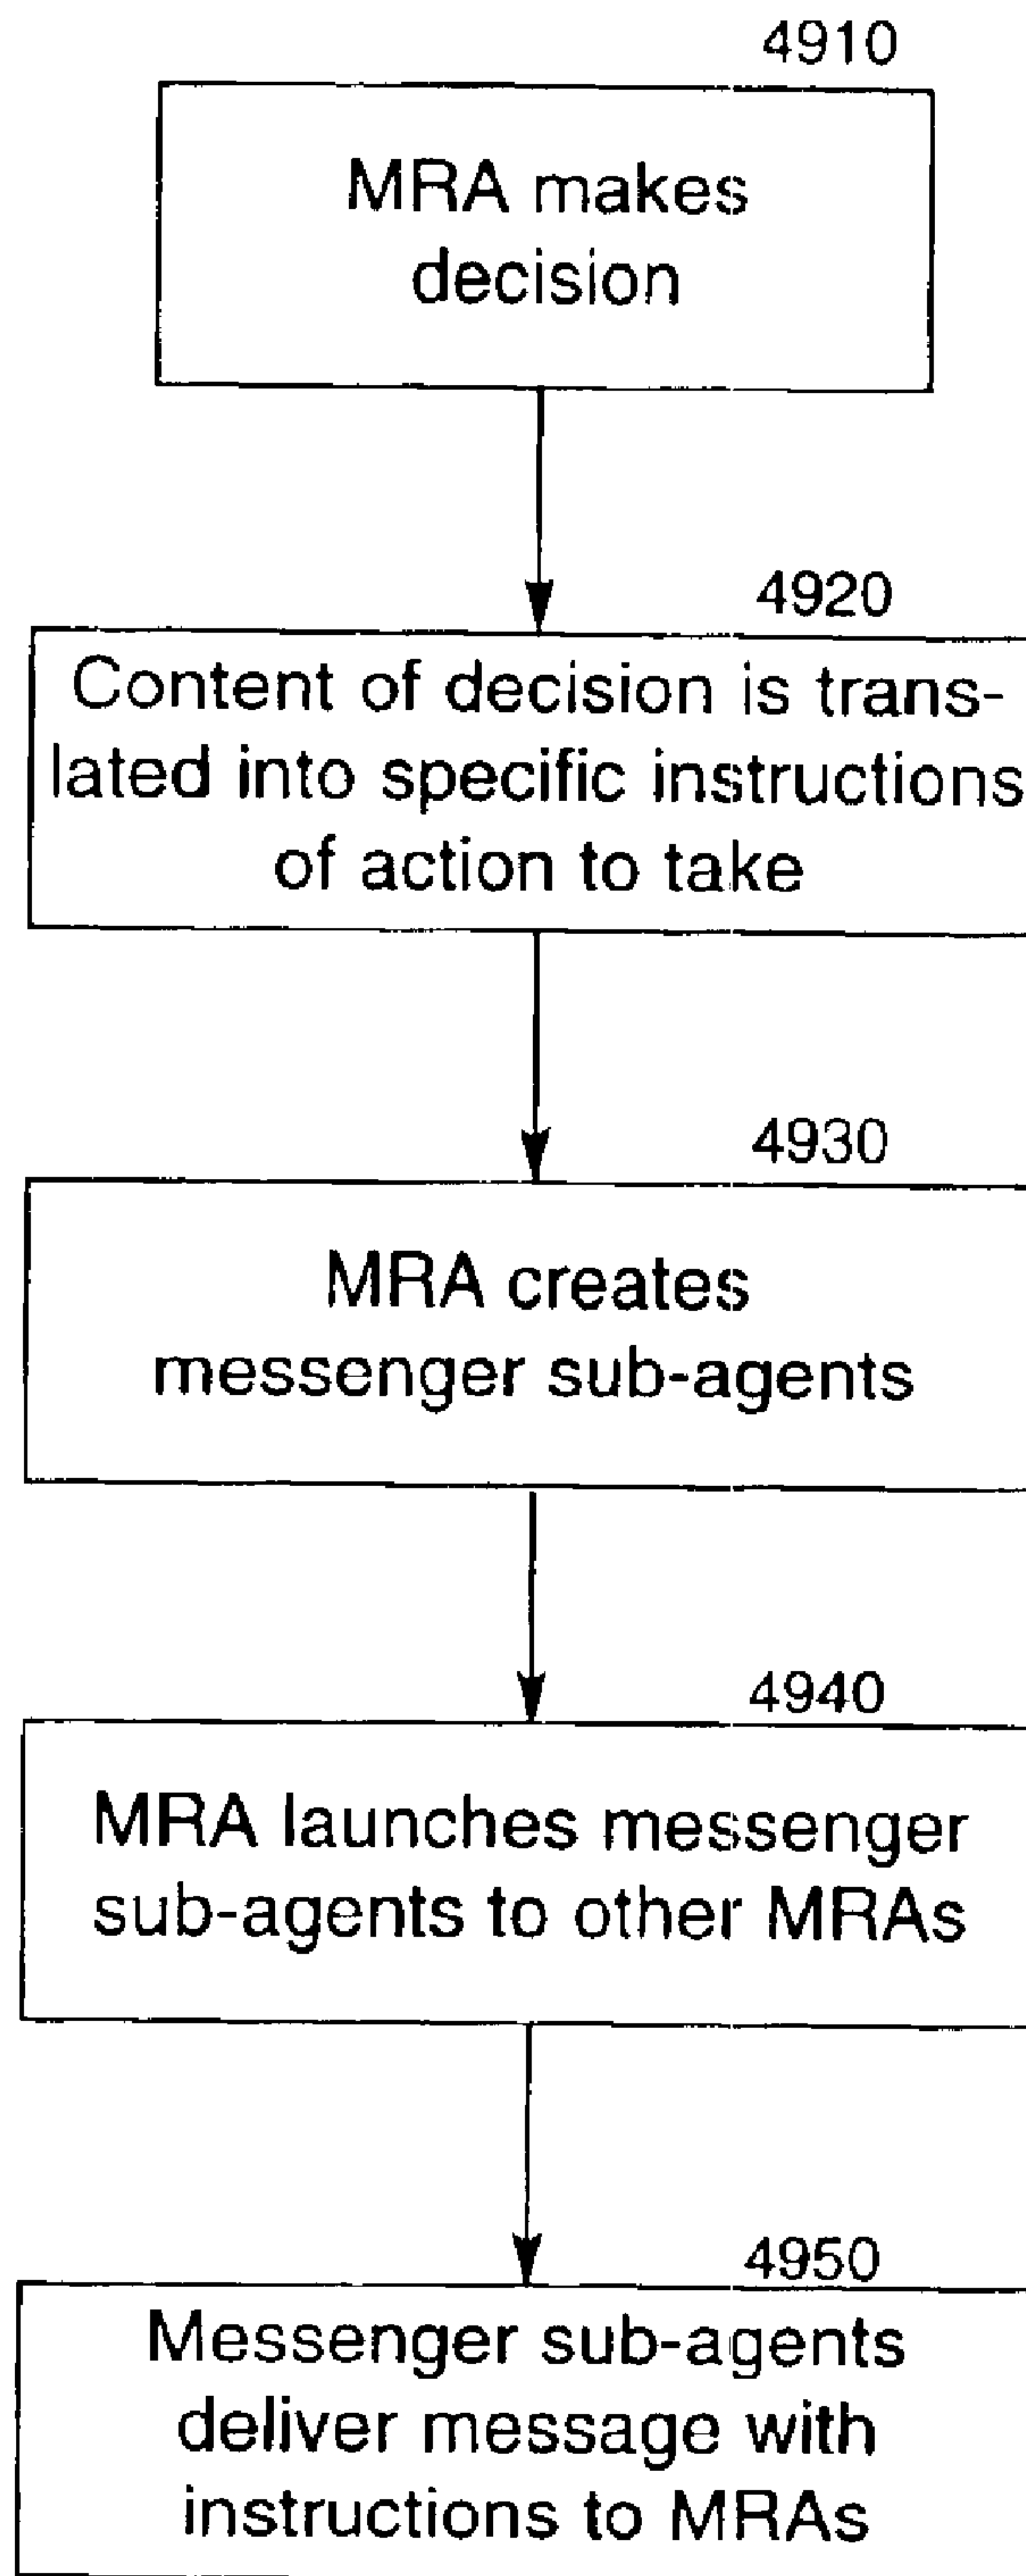 4910
MRA makes
decision
4920
Content of decision is trans-
lated into specific instructions
of action to take
4930
MRA creates
messenger sub-agents
4940
MRA launches messenger
sub-agents to other MRAs
4950
Messenger sub-agents
deliver message with
instructions to MRAs